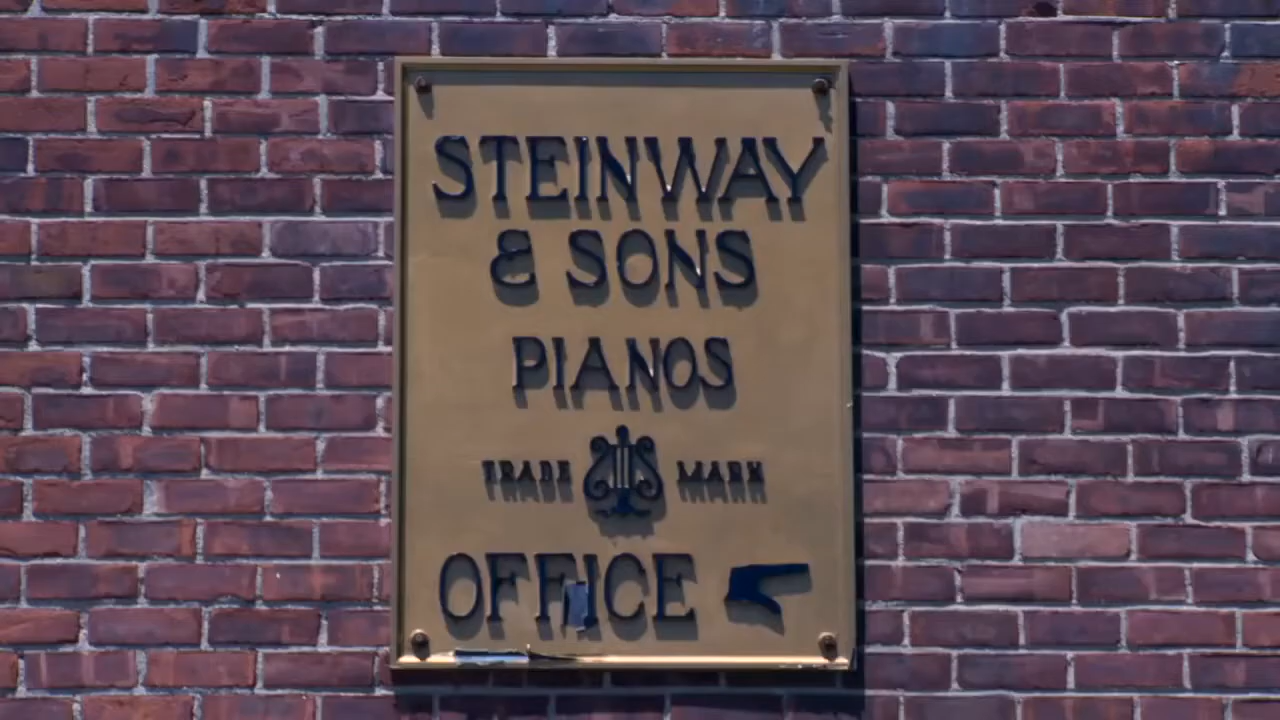 STEINWAY
& SONS
PIANOS
TRADE MARK
OFFICE